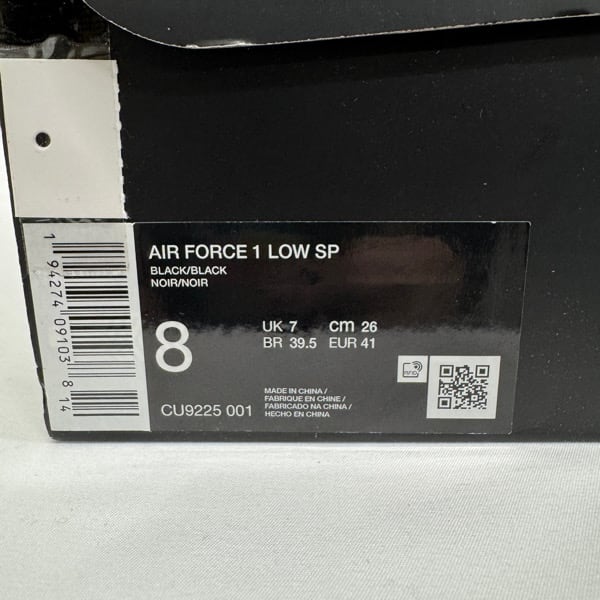 AIR FORCE 1 LOW SP
BLACK/BLACK
NOIR/NOIR
8
UK 7 cm 26
BR 39.5 EUR 41
CU9225 001
MADE IN CHINA /
FABRIQUE EN CHINE /
FABRICADO NA CHINA /
HECHO EN CHINA
RFID
1 94274 09103 8 14